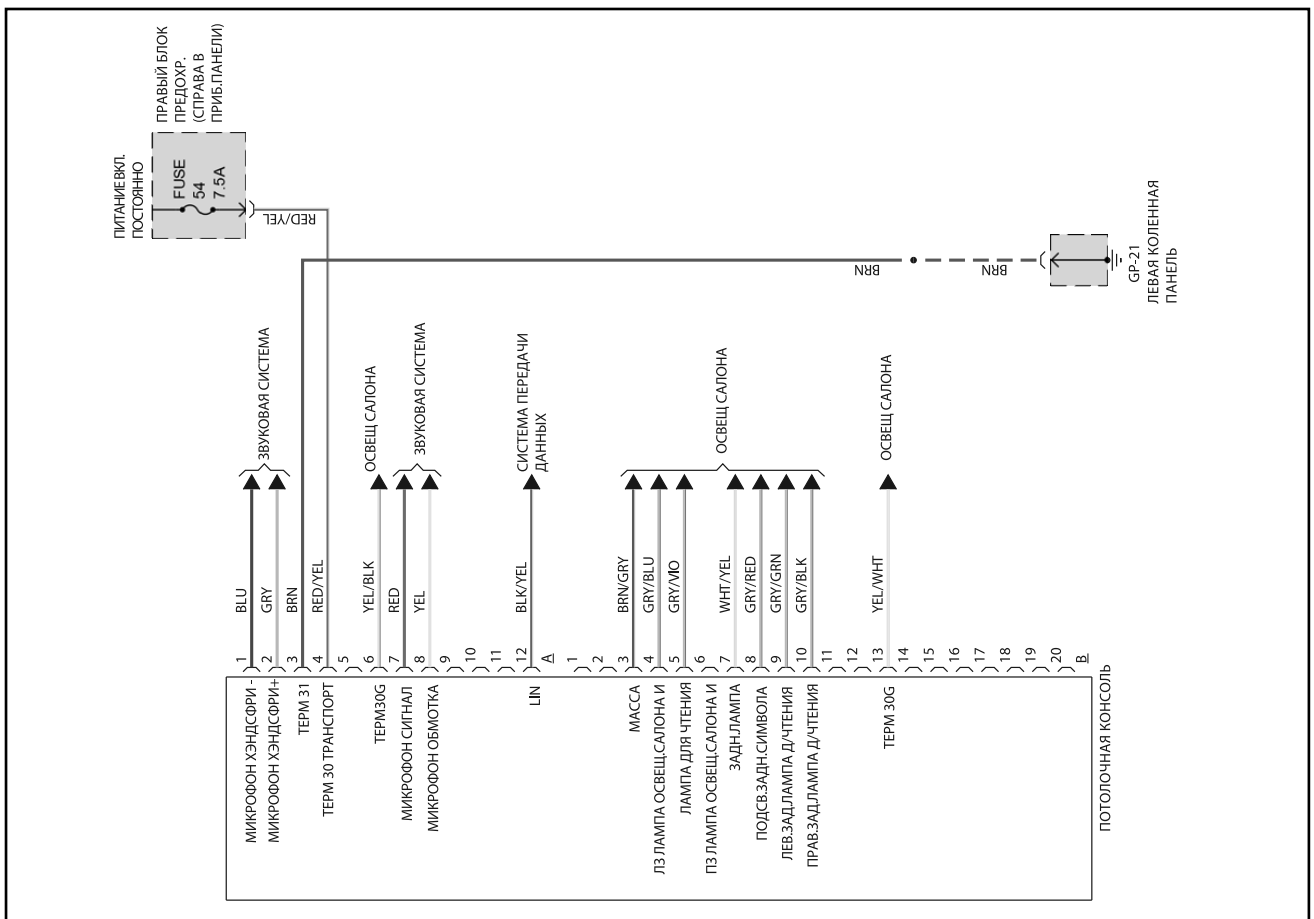 ПИТАНИЕ ВКЛ.
ПОСТОЯННО
FUSE
54
7.5A
ПРАВЫЙ БЛОК
ПРЕДОХР.
(СПРАВА В
ПРИБ.ПАНЕЛИ)
RED/YEL
BRN
BRN
GP-21
ЛЕВАЯ КОЛЕННАЯ
ПАНЕЛЬ
ЗВУКОВАЯ СИСТЕМА
ОСВЕЩ САЛОНА
ЗВУКОВАЯ СИСТЕМА
СИСТЕМА ПЕРЕДАЧИ
ДАННЫХ
ОСВЕЩ САЛОНА
ОСВЕЩ САЛОНА
МИКРОФОН ХЭНДСФРИ - 1 BLU
МИКРОФОН ХЭНДСФРИ+ 2 GRY
ТЕРМ 31 3 BRN
ТЕРМ 30 ТРАНСПОРТ 4 RED/YEL
5
ТЕРМ30G 6 YEL/BLK
МИКРОФОН СИГНАЛ 7 RED
МИКРОФОН ОБМОТКА 8 YEL
9
10
11
LIN 12 BLK/YEL
A
1
2
МАССА 3 BRN/GRY
ЛЗ ЛАМПА ОСВЕЩ.САЛОНА И 4 GRY/BLU
ЛАМПА ДЛЯ ЧТЕНИЯ 5 GRY/VIO
ПЗ ЛАМПА ОСВЕЩ.САЛОНА И 6
ЗАДН.ЛАМПА 7 WHT/YEL
ПОДСВ.ЗАДН.СИМВОЛА 8 GRY/RED
ЛЕВ.ЗАД.ЛАМПА Д/ЧТЕНИЯ 9 GRY/GRN
ПРАВ.ЗАД.ЛАМПА Д/ЧТЕНИЯ 10 GRY/BLK
11
12
ТЕРМ 30G 13 YEL/WHT
14
15
16
17
18
19
20
B
ПОТОЛОЧНАЯ КОНСОЛЬ